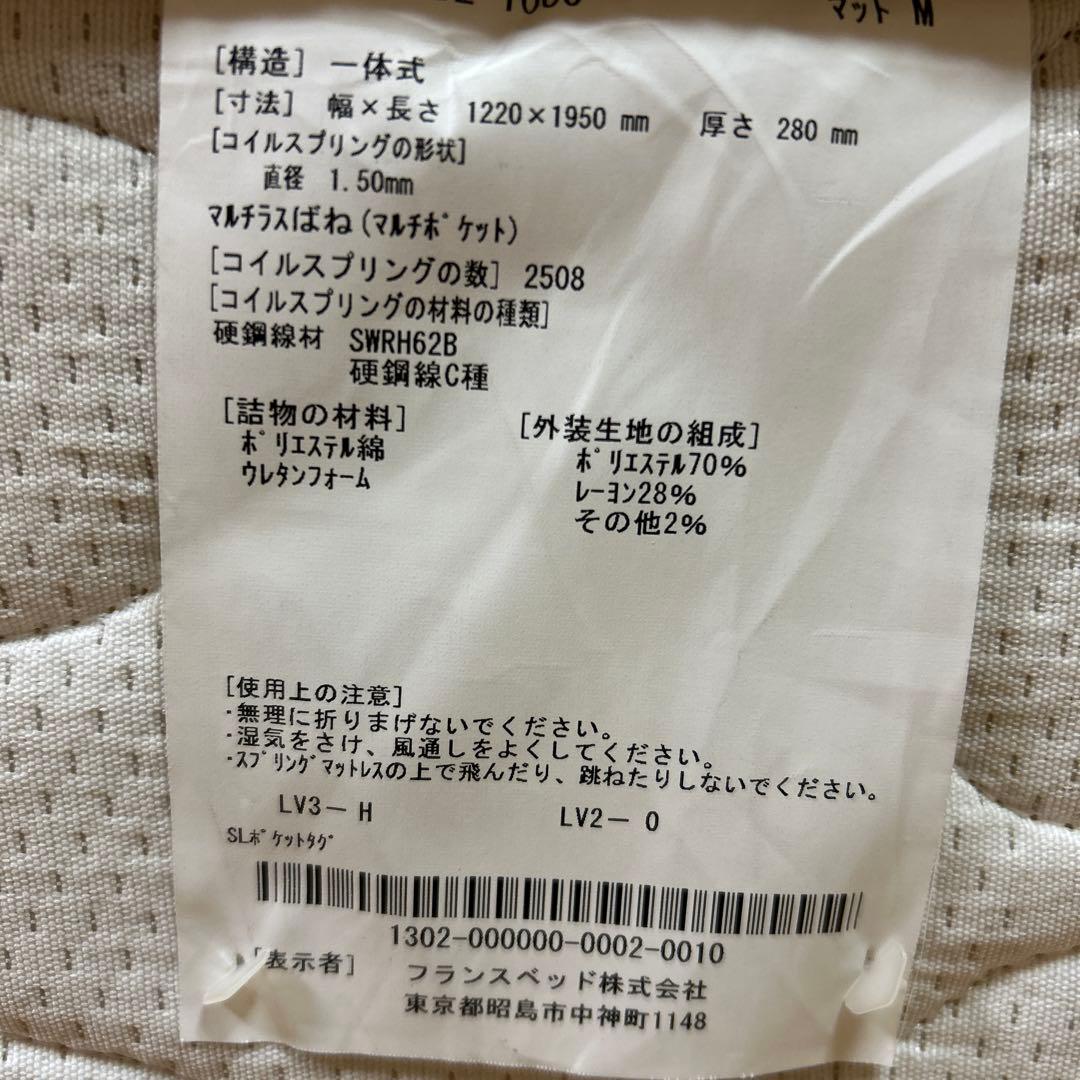 マット M
[構造] 一体式
[寸法] 幅×長さ 1220×1950 mm 厚さ 280 mm
[コイルスプリングの形状]
直径 1.50mm
ﾏﾙﾁﾗｽばね(ﾏﾙﾁﾎﾟｹｯﾄ)
[コイルスプリングの数] 2508
[コイルスプリングの材料の種類]
硬鋼線材 SWRH62B
硬鋼線C種
[詰物の材料]
ﾎﾟﾘｴｽﾃﾙ綿
ｳﾚﾀﾝﾌｫｰﾑ
[外装生地の組成]
ﾎﾟﾘｴｽﾃﾙ70%
ﾚｰﾖﾝ28%
その他2%
[使用上の注意]
･無理に折りまげないでください。
･湿気をさけ、風通しをよくしてください。
･ｽﾌﾟﾘﾝｸﾞﾏｯﾄﾚｽの上で飛んだり、跳ねたりしないでください。
LV3－ H LV2－ 0
SLﾎﾟｹｯﾄﾀｸﾞ
1302-000000-0002-0010
[表示者] フランスベッド株式会社
東京都昭島市中神町1148